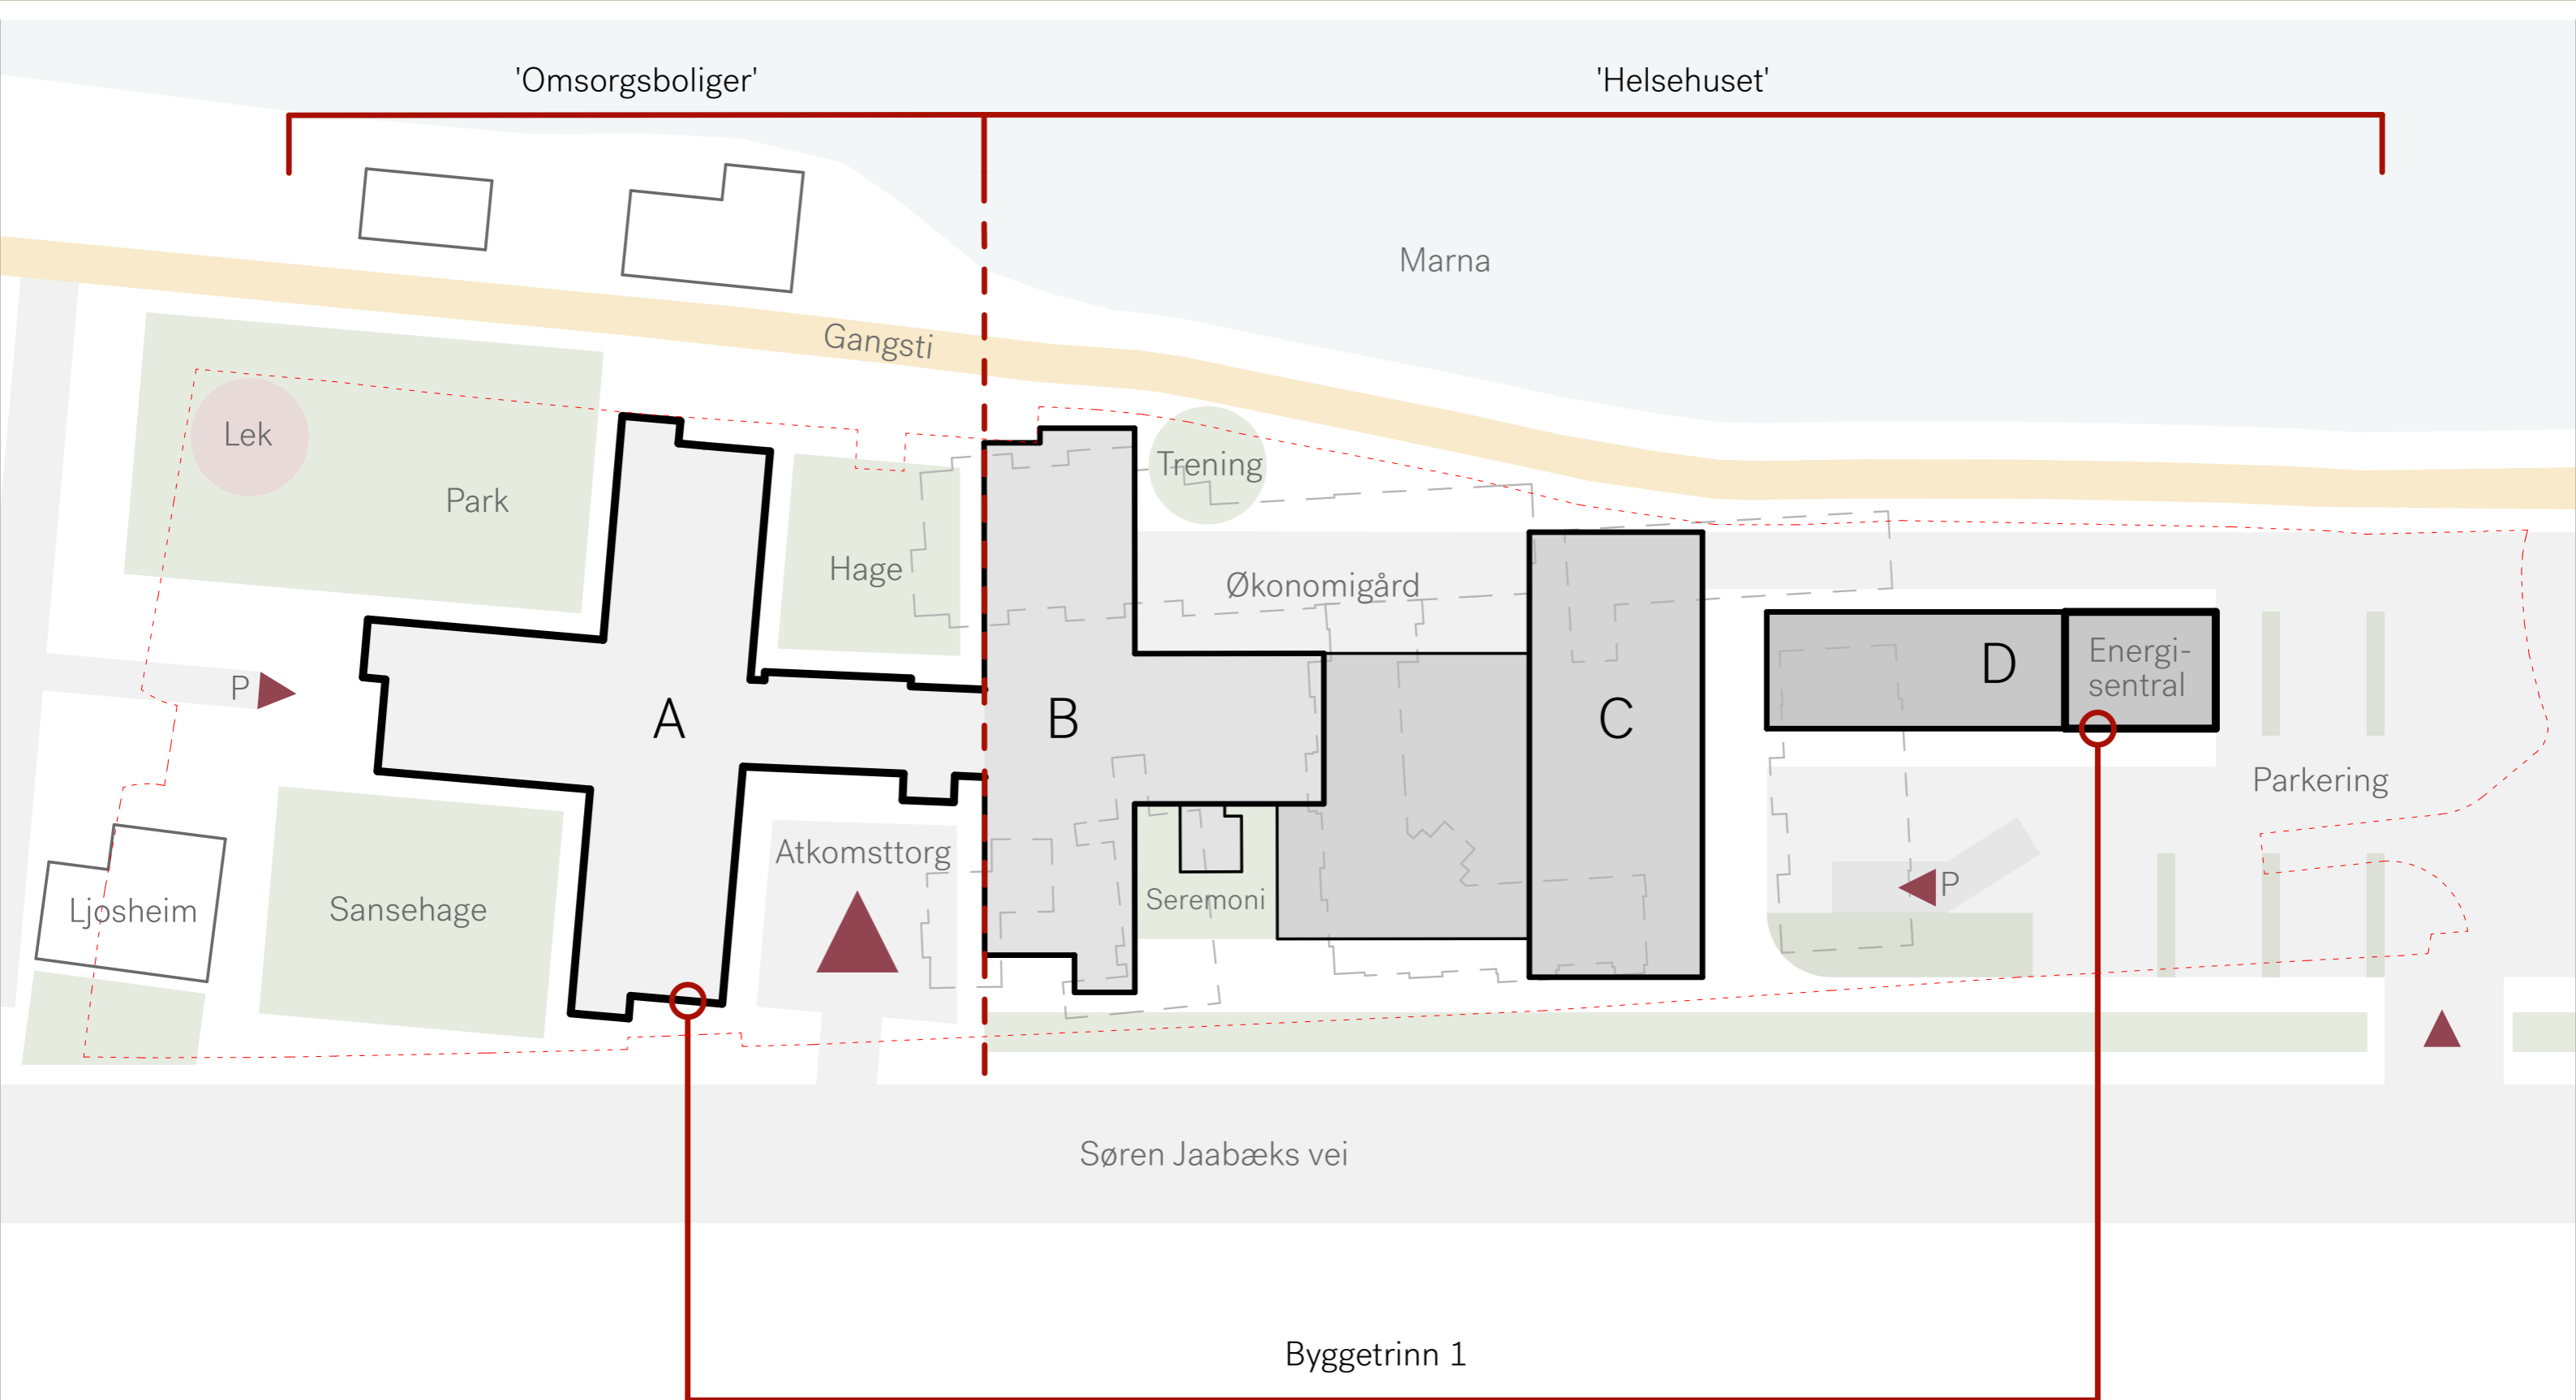 'Omsorgsboliger'
'Helsehuset'
Marna
Gangsti
Lek
Park
Trening
Hage
Økonomigård
P
A
B
C
D
Energi-
sentral
Parkering
Atkomsttorg
P
Ljosheim
Sansehage
Seremoni
Søren Jaabæks vei
Byggetrinn 1